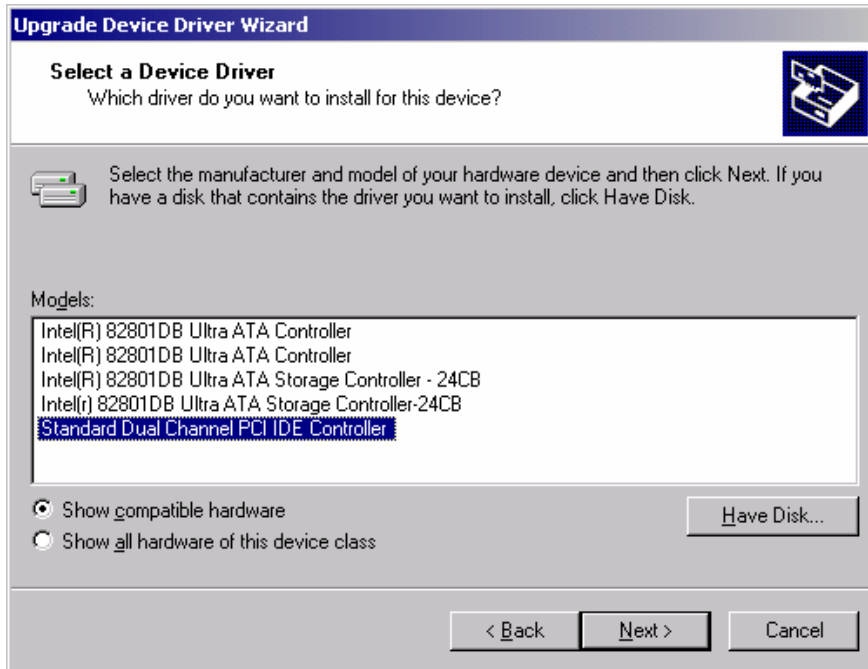 Upgrade Device Driver Wizard
Select a Device Driver
Which driver do you want to install for this device?
Select the manufacturer and model of your hardware device and then click Next. If you
have a disk that contains the driver you want to install, click Have Disk.
Models:
Intel(R) 82801DB Ultra ATA Controller
Intel(R) 82801DB Ultra ATA Controller
Intel(R) 82801DB Ultra ATA Storage Controller - 24CB
Intel(r) 82801DB Ultra ATA Storage Controller-24CB
Standard Dual Channel PCI IDE Controller
Show compatible hardware
Have Disk...
Show all hardware of this device class
< Back
Next >
Cancel